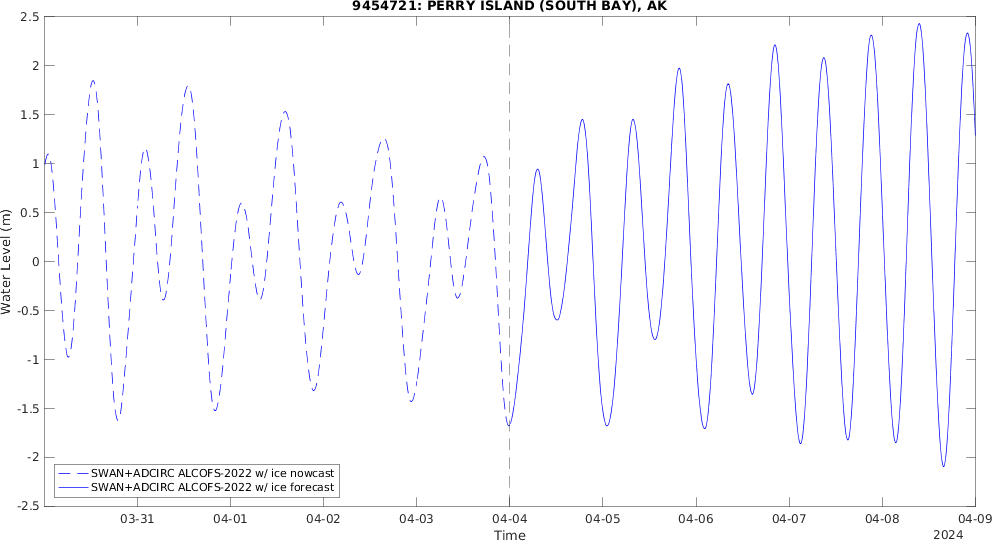 9454721: PERRY ISLAND (SOUTH BAY), AK
2.5
2
1.5
1
0.5
0
-0.5
-1
-1.5
-2
-2.5
Water Level (m)
SWAN+ADCIRC ALCOFS-2022 w/ ice nowcast
SWAN+ADCIRC ALCOFS-2022 w/ ice forecast
03-31 04-01 04-02 04-03 04-04 04-05 04-06 04-07 04-08 04-09
Time
2024